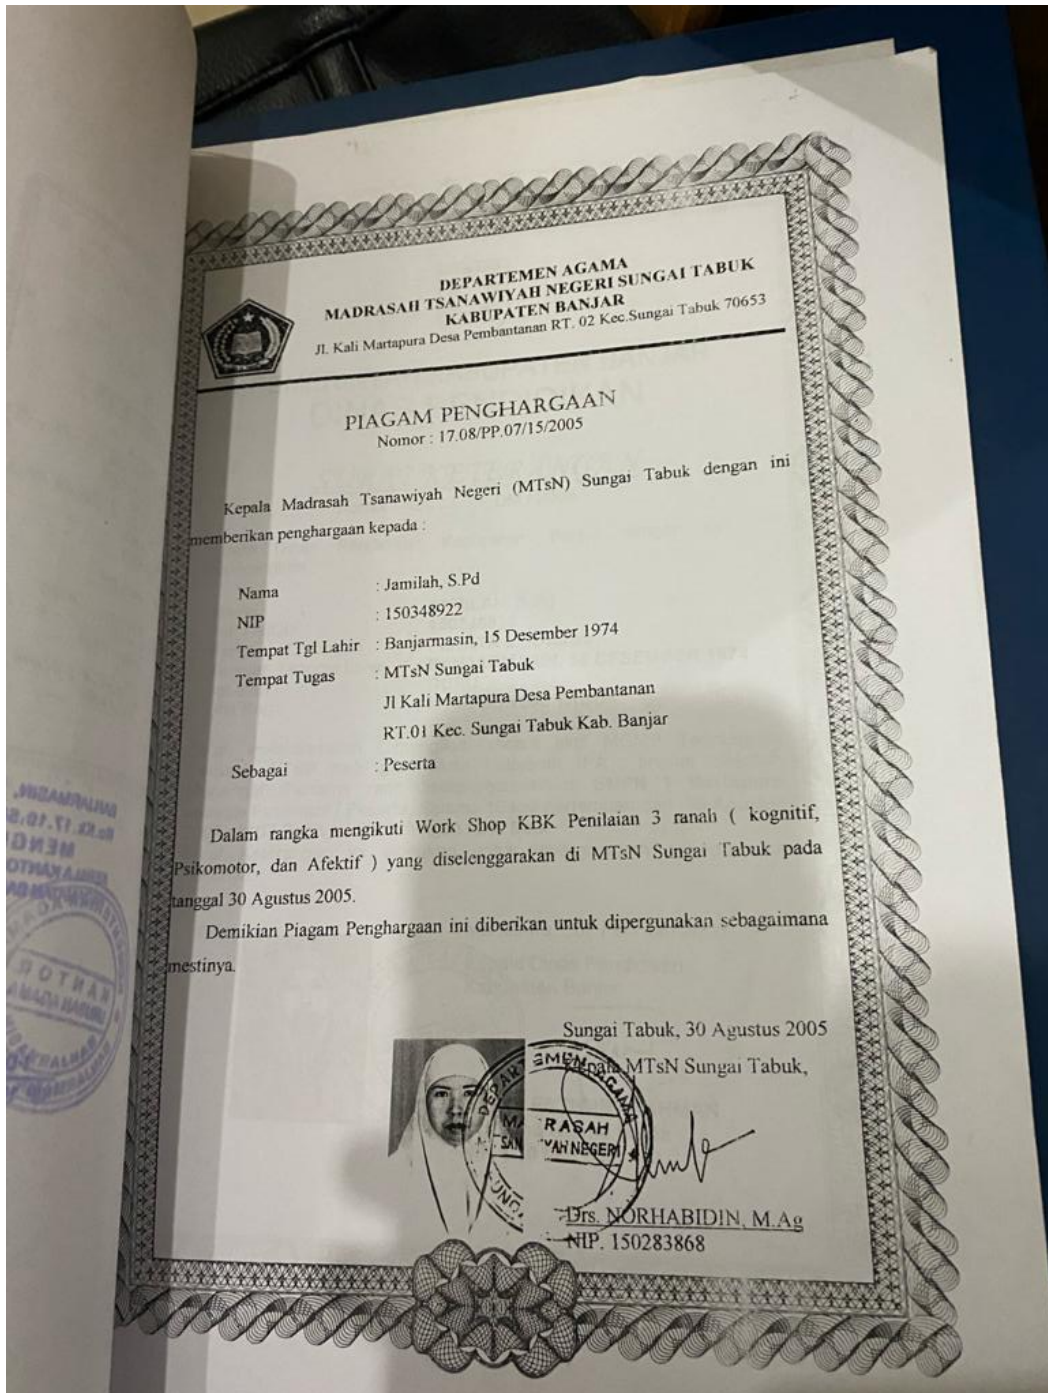 DEPARTEMEN AGAMA
MADRASAH TSANAWIYAH NEGERI SUNGAI TABUK
KABUPATEN BANJAR
Jl. Kali Martapura Desa Pembantanan RT. 02 Kec.Sungai Tabuk 70653
PIAGAM PENGHARGAAN
Nomor : 17.08/PP.07/15/2005
Kepala Madrasah Tsanawiyah Negeri (MTsN) Sungai Tabuk dengan ini
memberikan penghargaan kepada :
Nama : Jamilah, S.Pd
NIP : 150348922
Tempat Tgl Lahir : Banjarmasin, 15 Desember 1974
Tempat Tugas : MTsN Sungai Tabuk
Jl Kali Martapura Desa Pembantanan
RT.01 Kec. Sungai Tabuk Kab. Banjar
Sebagai : Peserta
Dalam rangka mengikuti Work Shop KBK Penilaian 3 ranah ( kognitif,
Psikomotor, dan Afektif ) yang diselenggarakan di MTsN Sungai Tabuk pada
tanggal 30 Agustus 2005.
Demikian Piagam Penghargaan ini diberikan untuk dipergunakan sebagaimana
mestinya.
Sungai Tabuk, 30 Agustus 2005
Kepala MTsN Sungai Tabuk,
DEPARTEMEN AGAMA
Drs. NORHABIDIN, M.Ag
NIP. 150283868